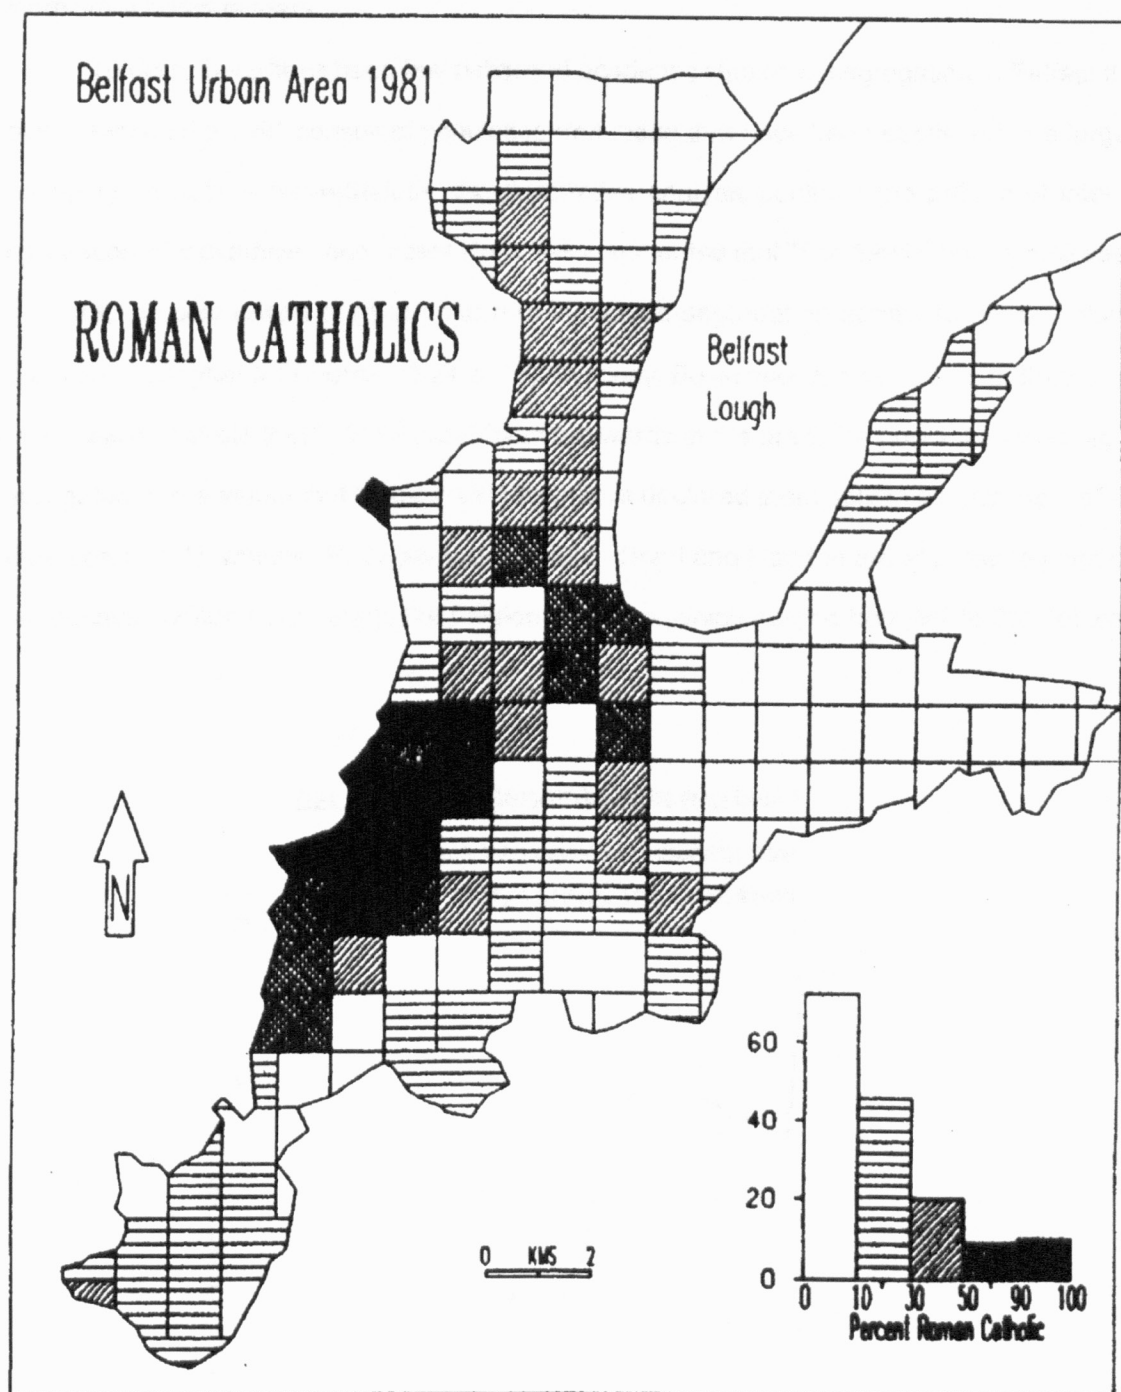 Belfast Urban Area 1981
ROMAN CATHOLICS
Belfast
Lough
N
0 KMS 2
60
40
20
0
0 10 30 50 90 100
Percent Roman Catholic